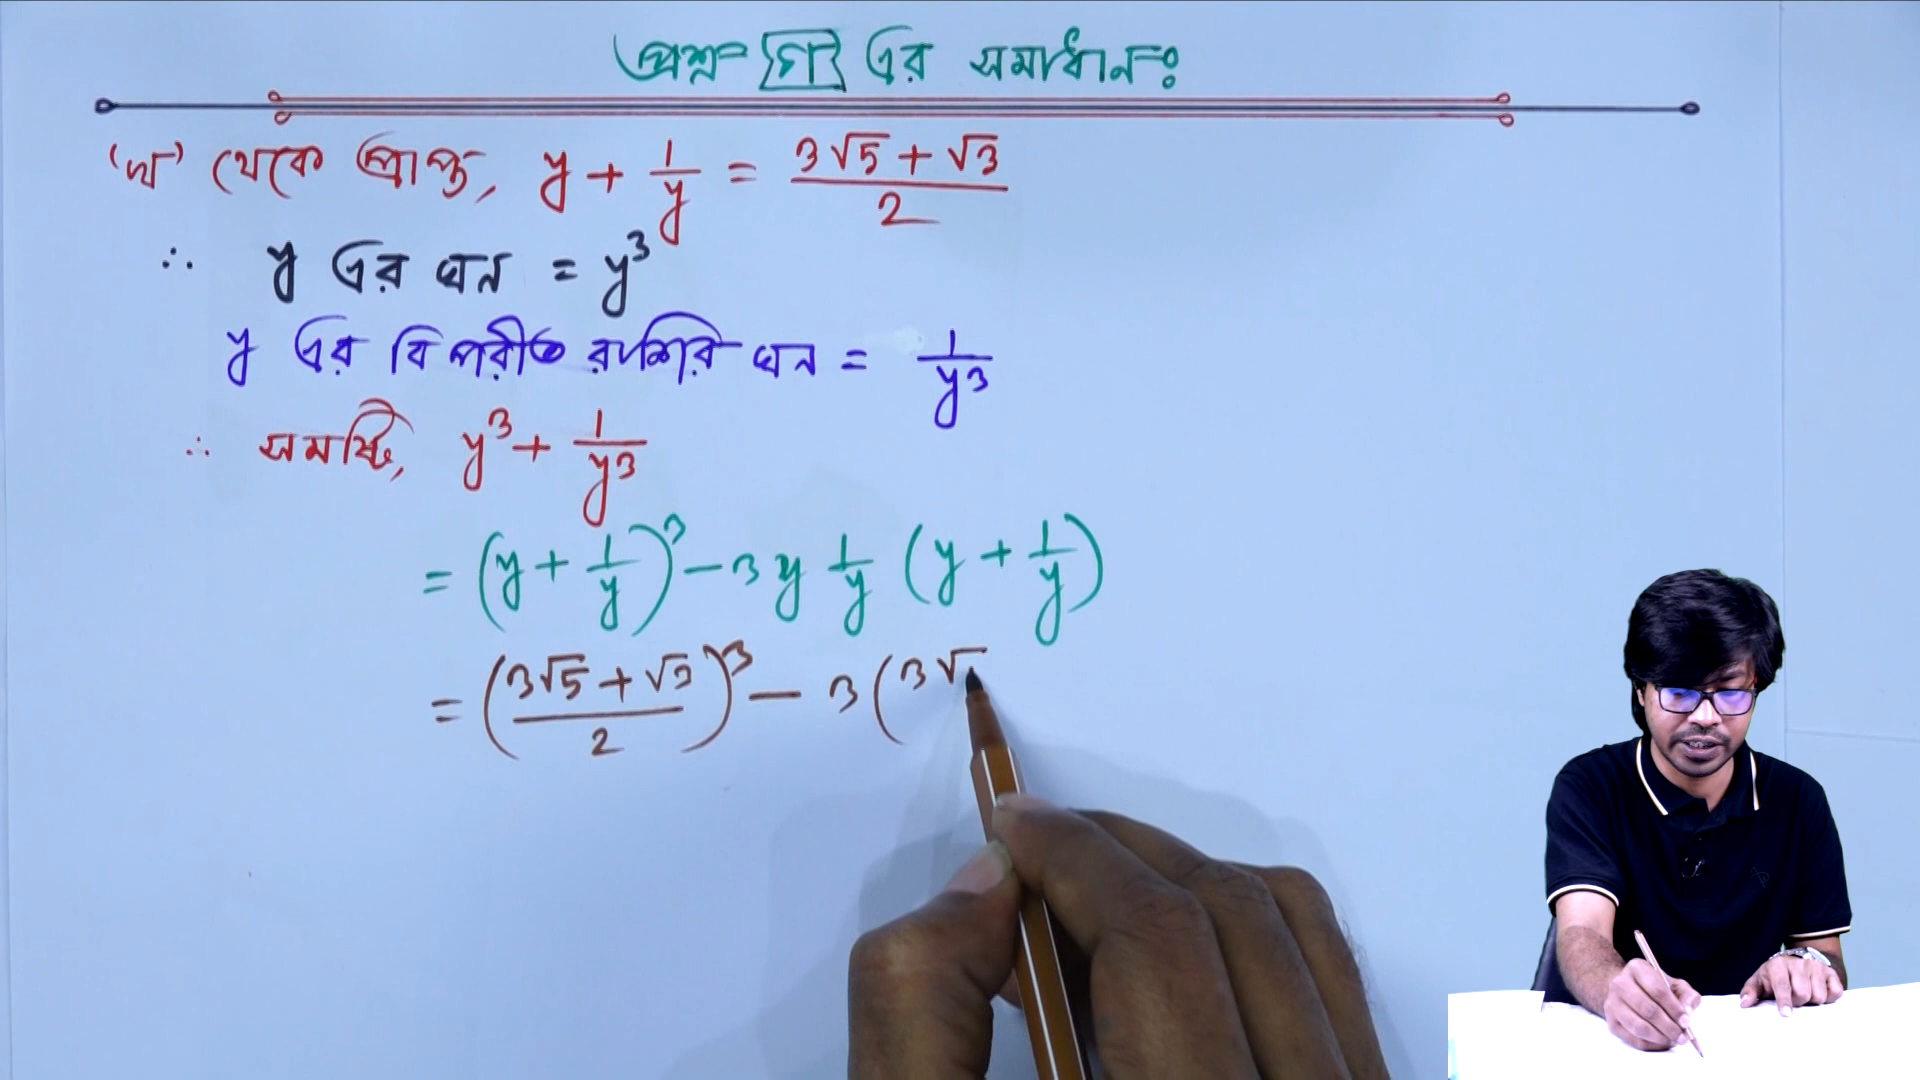 প্রশ্ন গ এর সমাধানঃ
'খ' থেকে প্রাপ্ত, y + 1/y = (3√5 + √3)/2
∴ y এর ঘন = y³
y এর বিপরীত রাশির ঘন = 1/y³
∴ সমষ্টি, y³ + 1/y³
= (y + 1/y)³ - 3 y 1/y (y + 1/y)
= ((3√5 + √3)/2)³ - 3 (3√